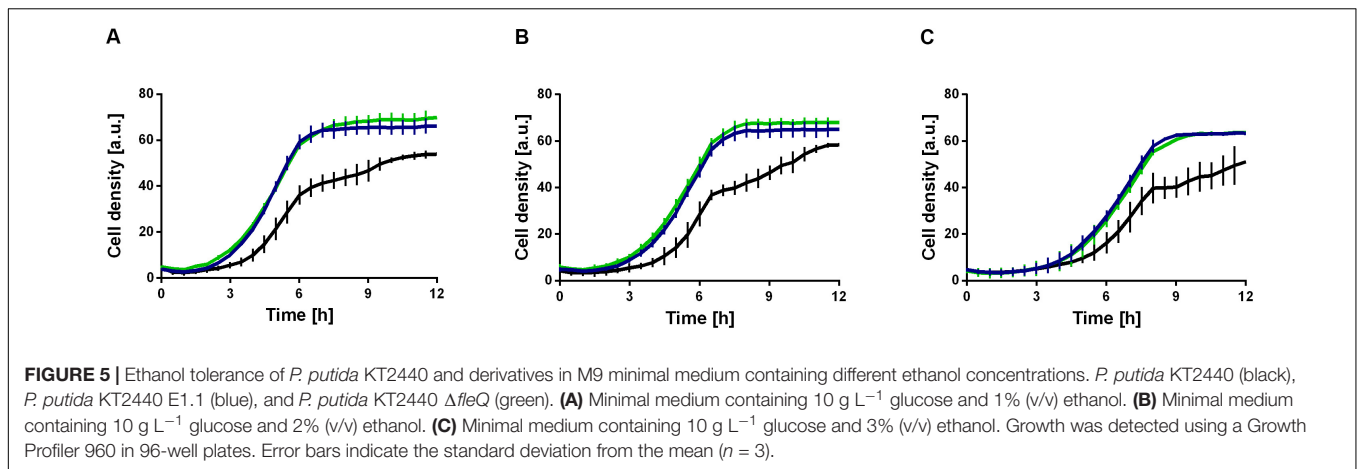 A
B
C
80
60
40
20
0
Cell density [a.u.]
0 3 6 9 12
Time [h]
80
60
40
20
0
Cell density [a.u.]
0 3 6 9 12
Time [h]
80
60
40
20
0
Cell density [a.u.]
0 3 6 9 12
Time [h]
FIGURE 5 | Ethanol tolerance of P. putida KT2440 and derivatives in M9 minimal medium containing different ethanol concentrations. P. putida KT2440 (black),
P. putida KT2440 E1.1 (blue), and P. putida KT2440 ΔfleQ (green). (A) Minimal medium containing 10 g L⁻¹ glucose and 1% (v/v) ethanol. (B) Minimal medium
containing 10 g L⁻¹ glucose and 2% (v/v) ethanol. (C) Minimal medium containing 10 g L⁻¹ glucose and 3% (v/v) ethanol. Growth was detected using a Growth
Profiler 960 in 96-well plates. Error bars indicate the standard deviation from the mean (n = 3).